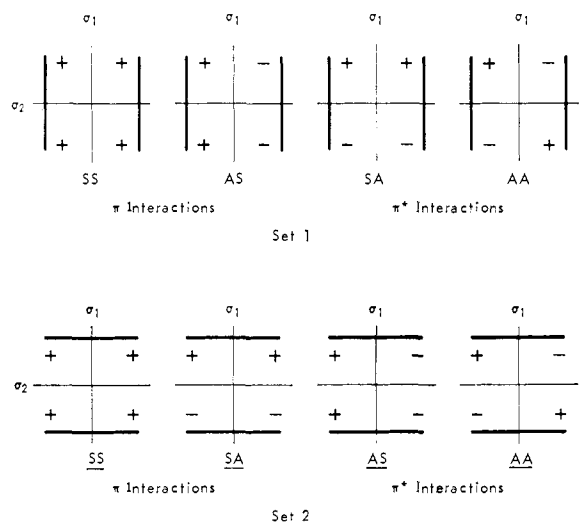 σ1 σ1 σ1 σ1
+ + + − + + + −
σ2
+ + + − − − − +
SS AS SA AA
π Interactions π* Interactions
Set 1
σ1 σ1 σ1 σ1
+ + + + + − + −
σ2
+ + − − + − − +
SS SA AS AA
π Interactions π* Interactions
Set 2